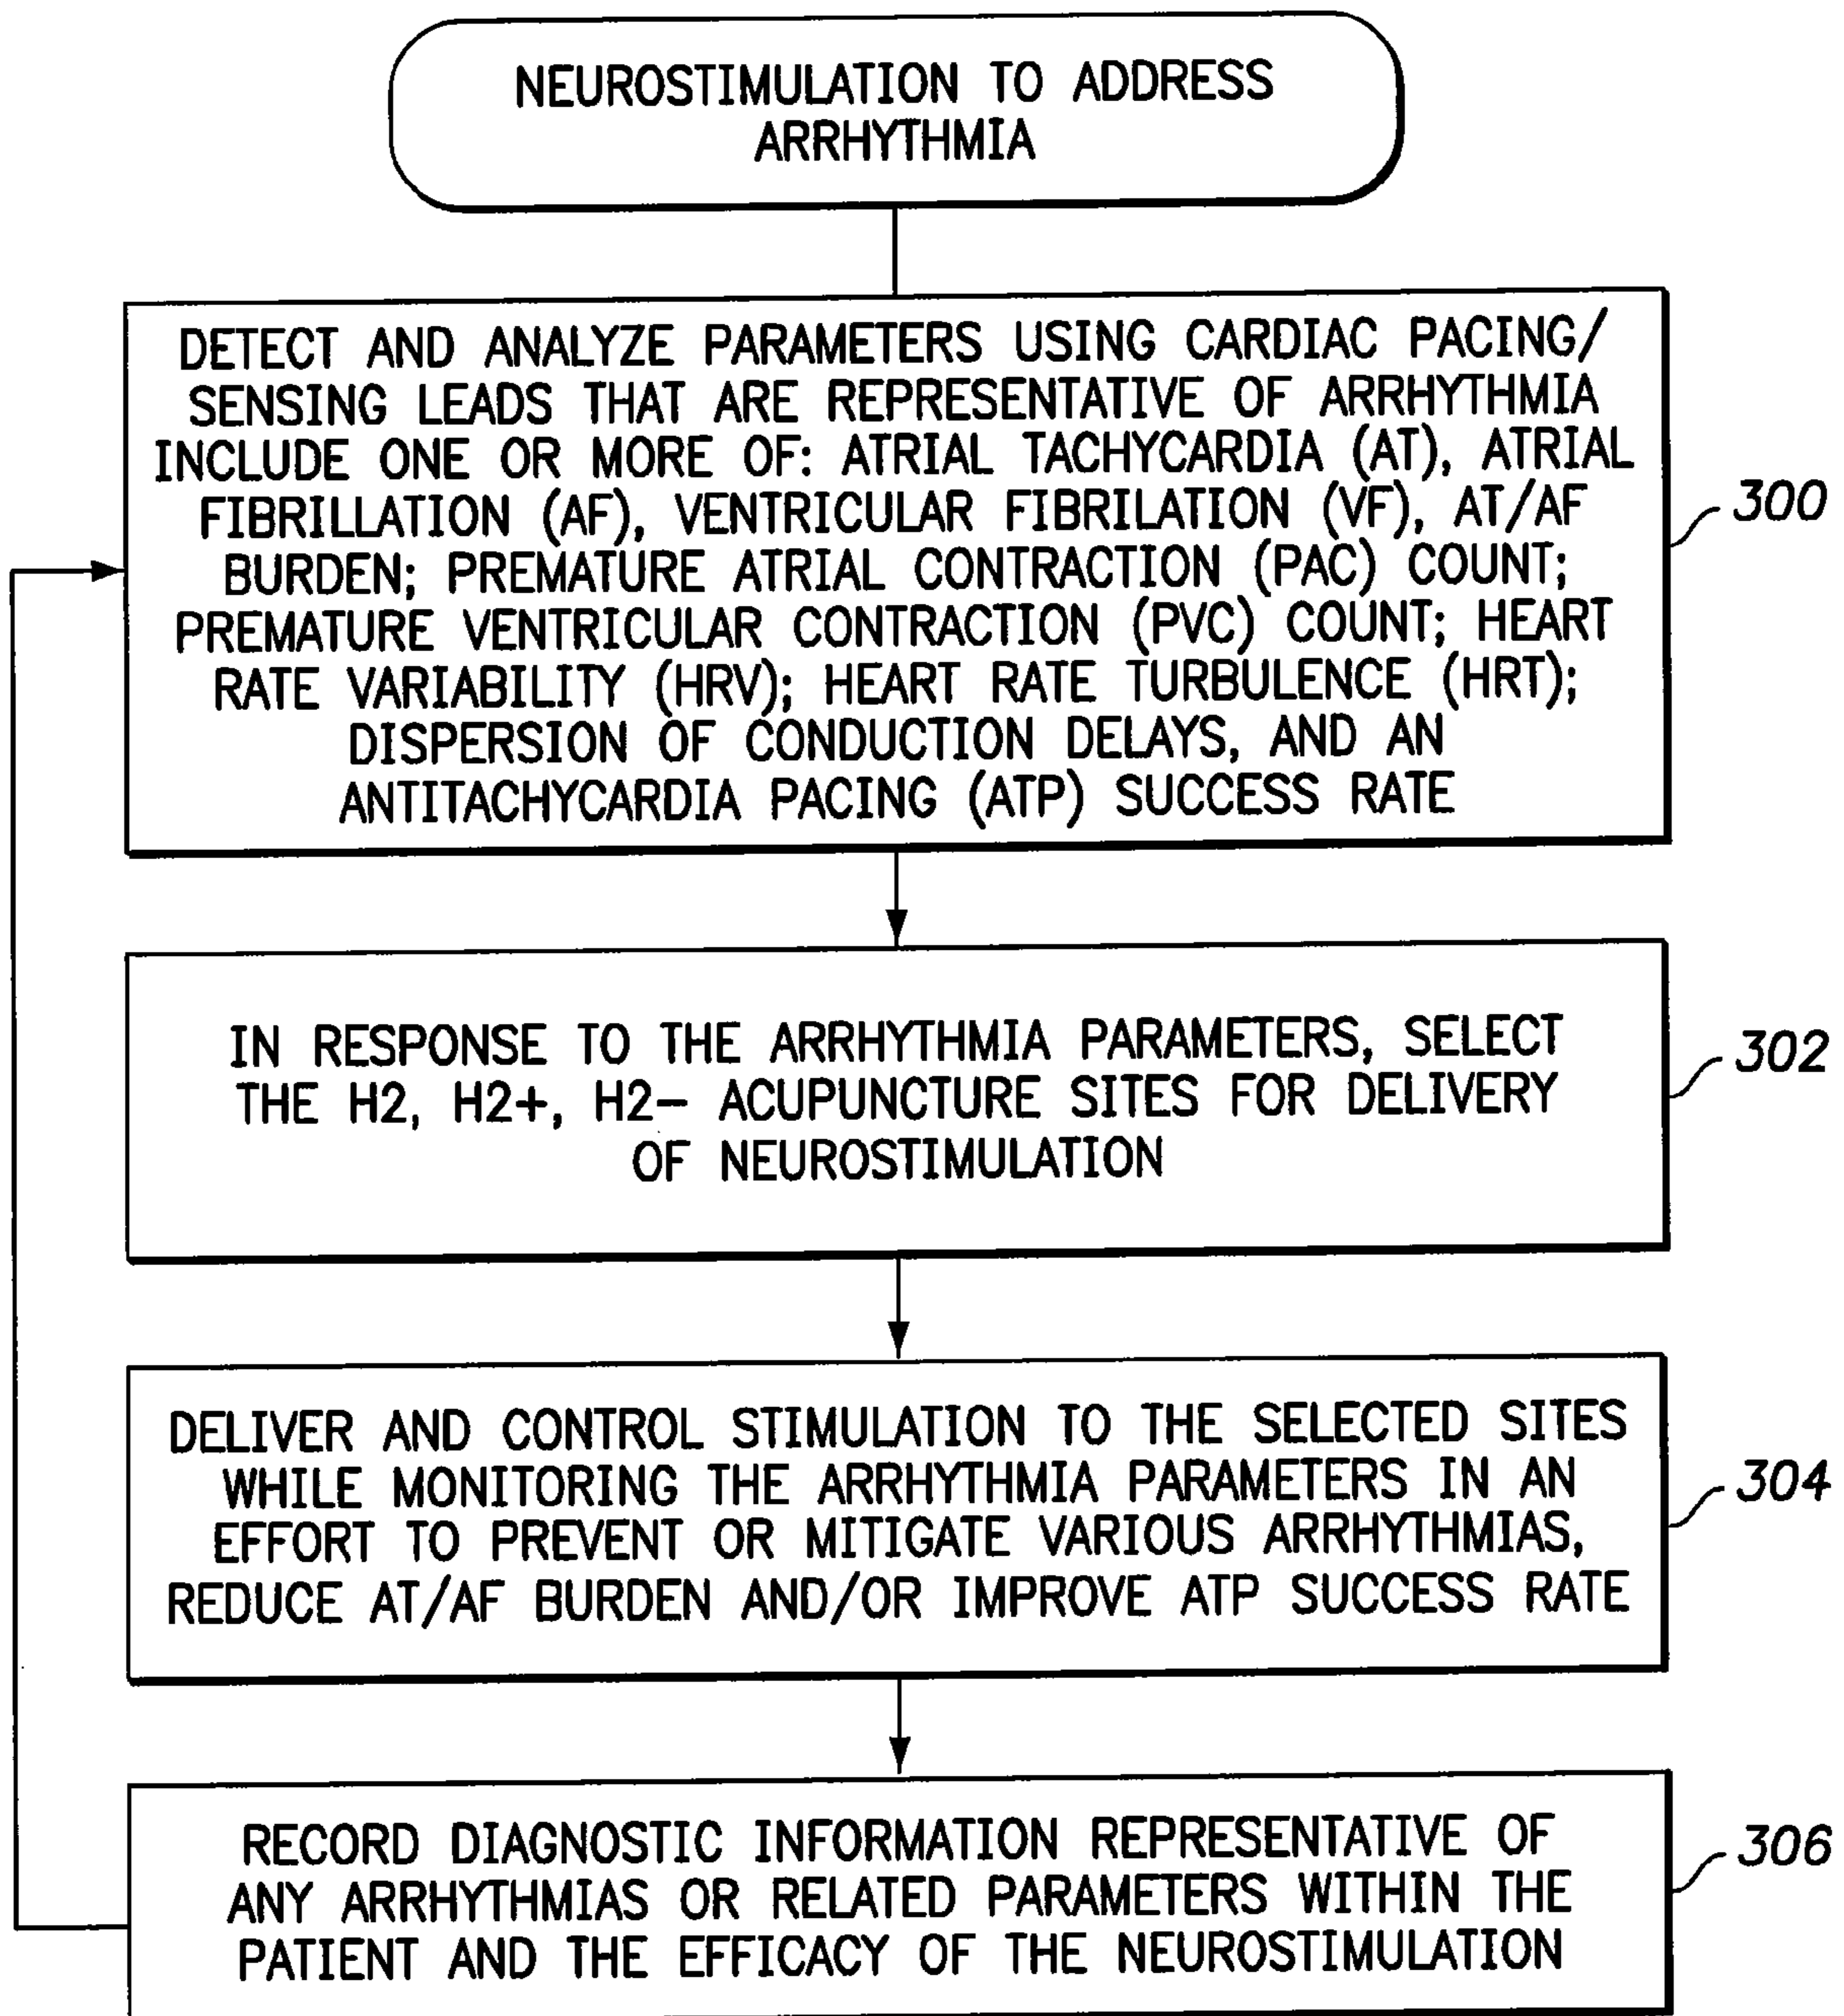 NEUROSTIMULATION TO ADDRESS
ARRHYTHMIA
DETECT AND ANALYZE PARAMETERS USING CARDIAC PACING/
SENSING LEADS THAT ARE REPRESENTATIVE OF ARRHYTHMIA
INCLUDE ONE OR MORE OF: ATRIAL TACHYCARDIA (AT), ATRIAL
FIBRILLATION (AF), VENTRICULAR FIBRILATION (VF), AT/AF
BURDEN; PREMATURE ATRIAL CONTRACTION (PAC) COUNT;
PREMATURE VENTRICULAR CONTRACTION (PVC) COUNT; HEART
RATE VARIABILITY (HRV); HEART RATE TURBULENCE (HRT);
DISPERSION OF CONDUCTION DELAYS, AND AN
ANTITACHYCARDIA PACING (ATP) SUCCESS RATE
300
IN RESPONSE TO THE ARRHYTHMIA PARAMETERS, SELECT
THE H2, H2+, H2− ACUPUNCTURE SITES FOR DELIVERY
OF NEUROSTIMULATION
302
DELIVER AND CONTROL STIMULATION TO THE SELECTED SITES
WHILE MONITORING THE ARRHYTHMIA PARAMETERS IN AN
EFFORT TO PREVENT OR MITIGATE VARIOUS ARRHYTHMIAS,
REDUCE AT/AF BURDEN AND/OR IMPROVE ATP SUCCESS RATE
304
RECORD DIAGNOSTIC INFORMATION REPRESENTATIVE OF
ANY ARRHYTHMIAS OR RELATED PARAMETERS WITHIN THE
PATIENT AND THE EFFICACY OF THE NEUROSTIMULATION
306